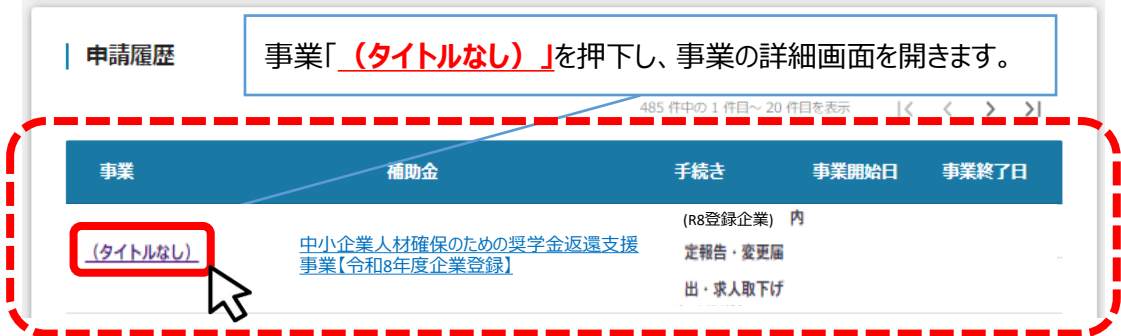 申請履歴
事業「（タイトルなし）」を押下し、事業の詳細画面を開きます。
485 件中の 1 件目～ 20 件目を表示
事業 補助金 手続き 事業開始日 事業終了日
(R8登録企業) 内
（タイトルなし） 中小企業人材確保のための奨学金返還支援 定報告・変更届
事業【令和8年度企業登録】
出・求人取下げ